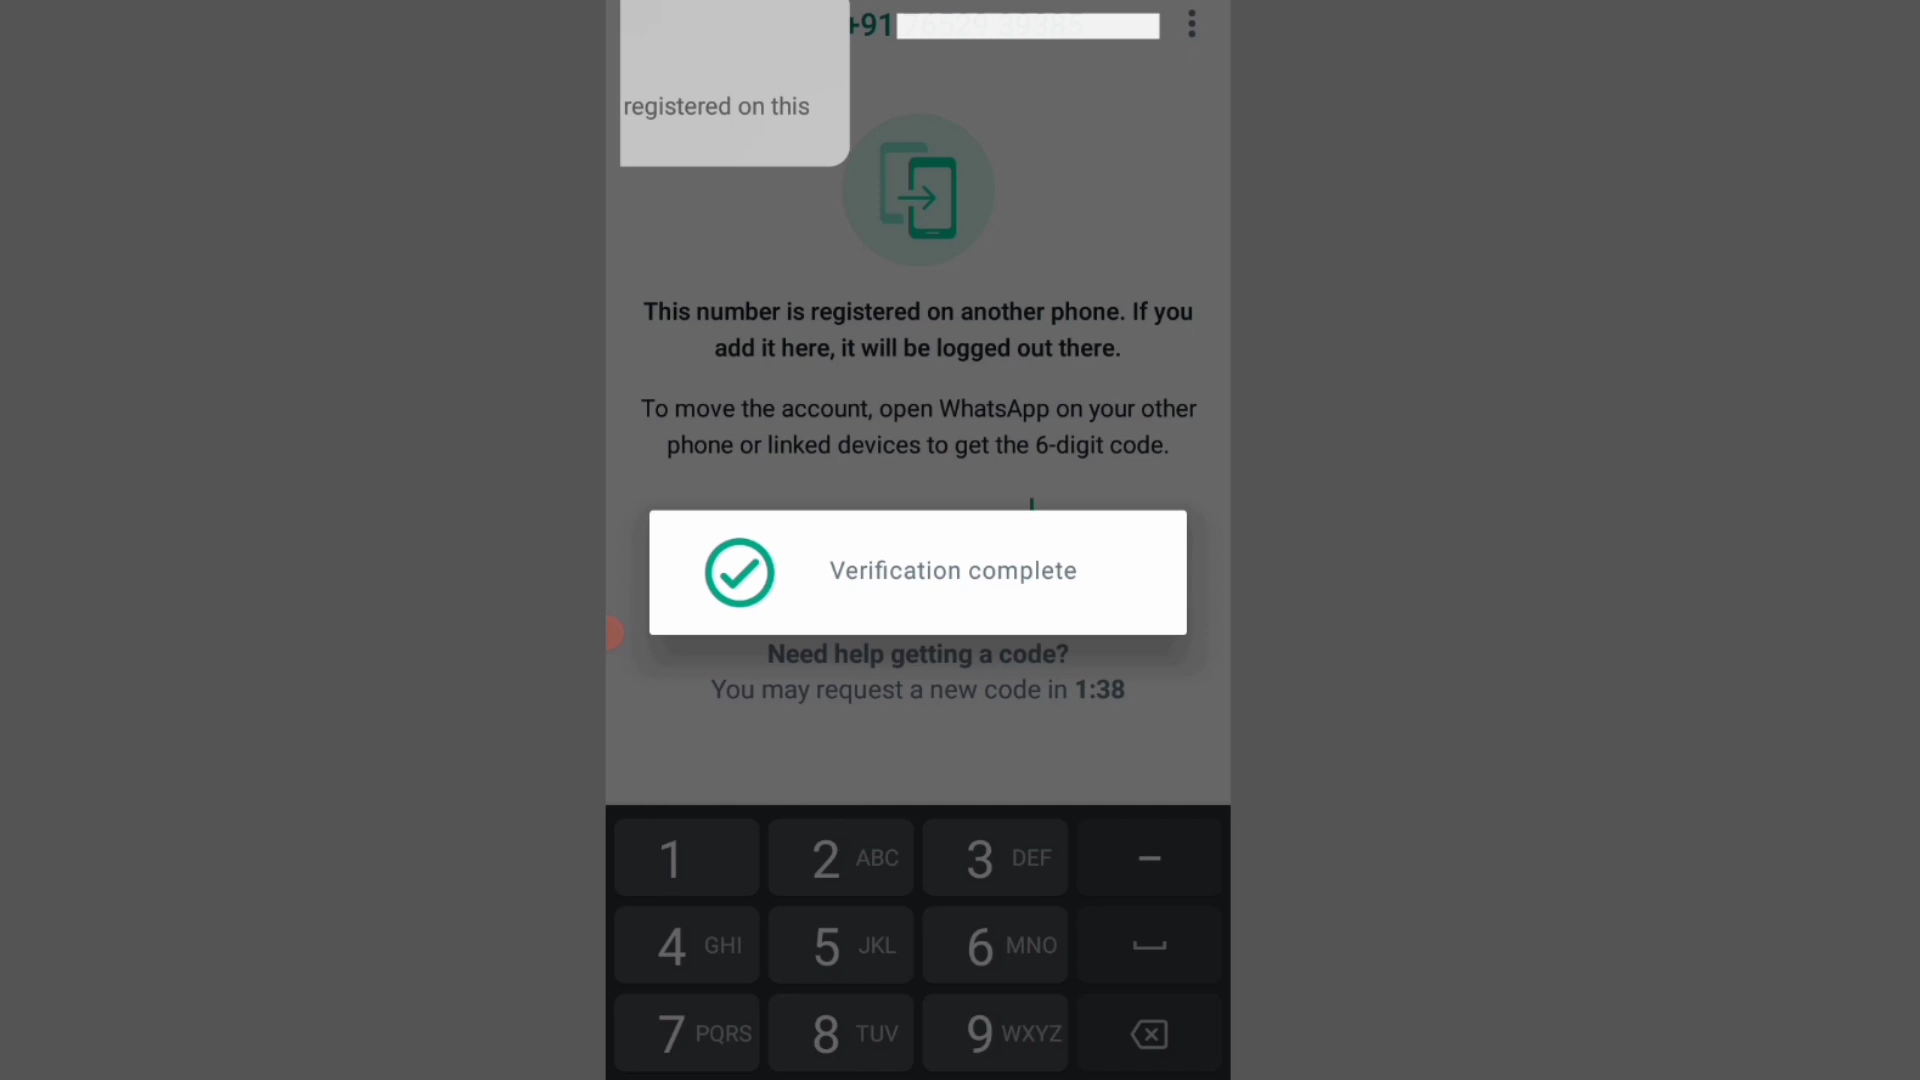 +91
registered on this
This number is registered on another phone. If you
add it here, it will be logged out there.
To move the account, open WhatsApp on your other
phone or linked devices to get the 6-digit code.
Verification complete
Need help getting a code?
You may request a new code in 1:38
1 2 ABC 3 DEF –
4 GHI 5 JKL 6 MNO
7 PQRS 8 TUV 9 WXYZ